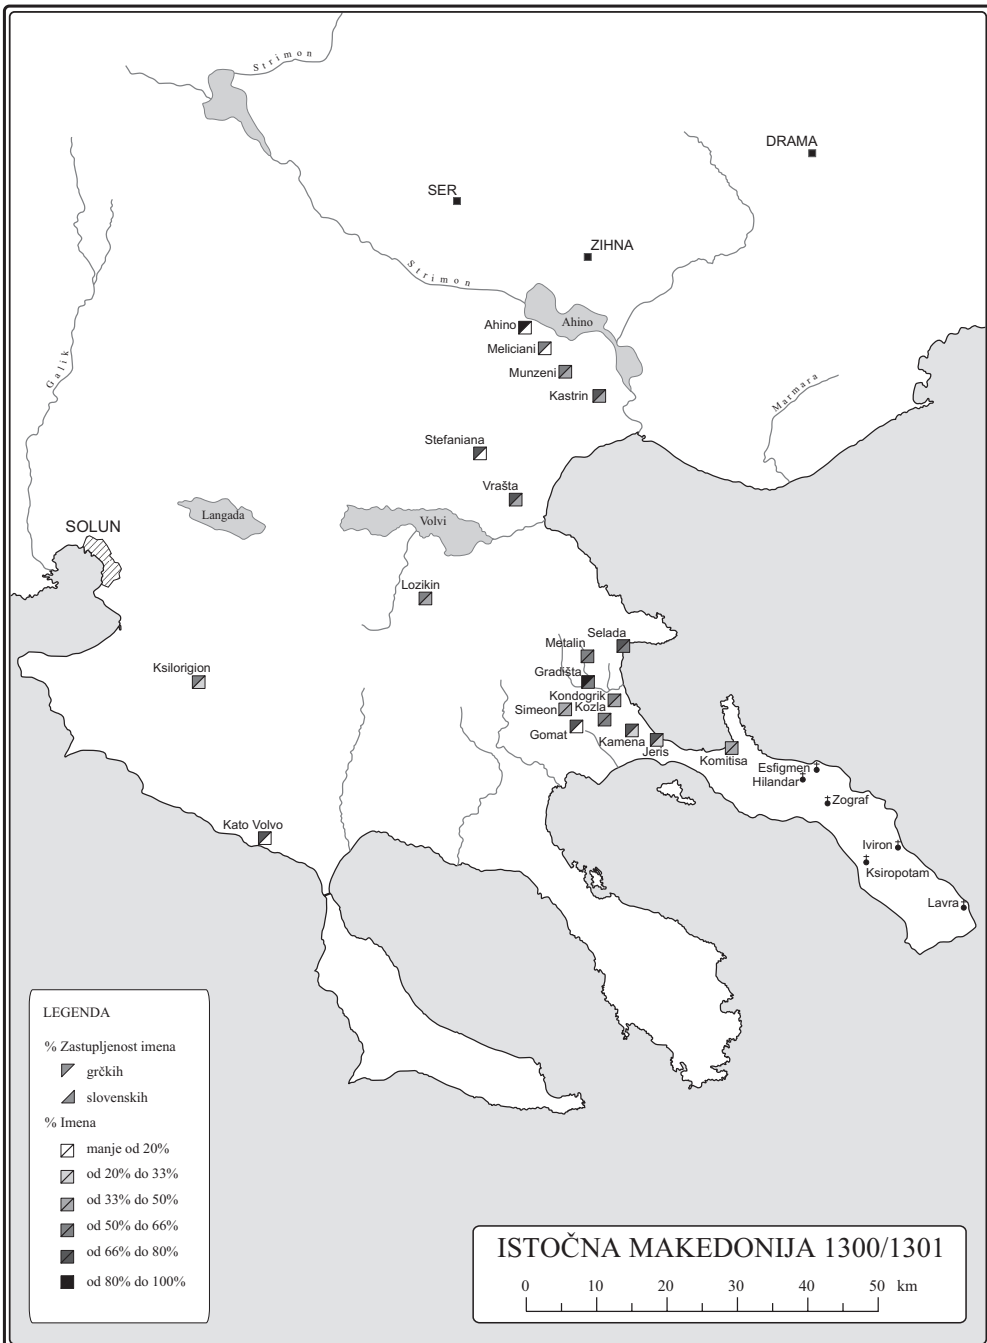 Strimon
DRAMA
SER
ZIHNA
Strimon
Ahino
Ahino
Meliciani
Galik
Munzeni
Marmara
Kastrin
Stefaniana
Vrašta
Langada
Volvi
SOLUN
Lozikin
Selada
Metalin
Ksilorigion
Gradišta
Kondogrik
Simeon
Kozla
Gomat
Kamena
Jeris
Komitisa
Esfigmen
Hilandar
Zograf
Kato Volvo
Iviron
Ksiropotam
Lavra
LEGENDA
% Zastupljenost imena
grčkih
slovenskih
% Imena
manje od 20%
od 20% do 33%
od 33% do 50%
od 50% do 66%
od 66% do 80%
od 80% do 100%
ISTOČNA MAKEDONIJA 1300/1301
0 10 20 30 40 50 km